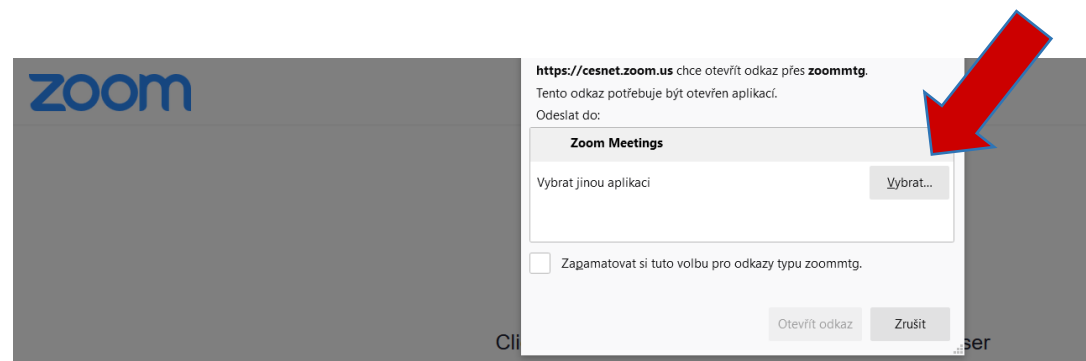 zoom
https://cesnet.zoom.us chce otevřít odkaz přes zoommtg.
Tento odkaz potřebuje být otevřen aplikací.
Odeslat do:
Zoom Meetings
Vybrat jinou aplikaci
Vybrat...
Zapamatovat si tuto volbu pro odkazy typu zoommtg.
Otevřít odkaz
Zrušit